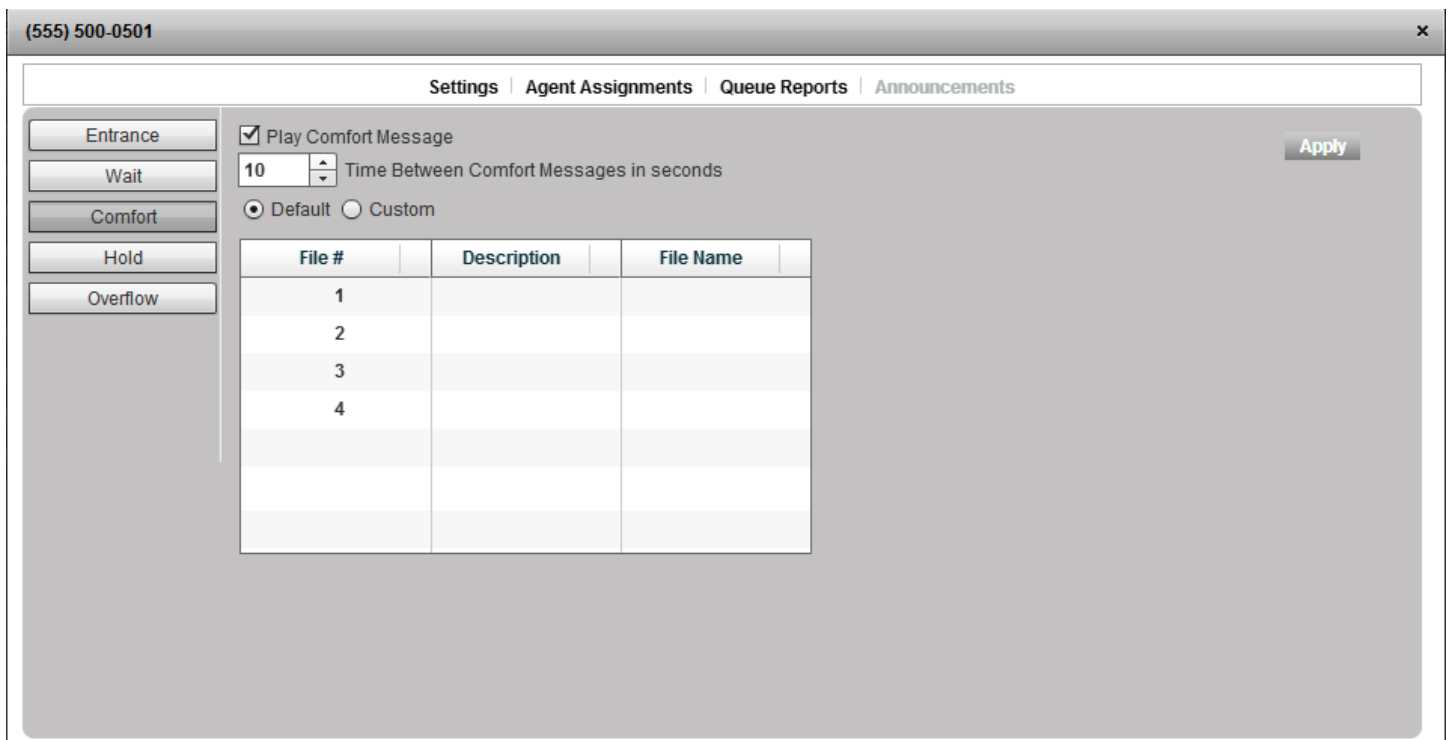 (555) 500-0501 ×
Settings | Agent Assignments | Queue Reports | Announcements
Entrance
Wait
Comfort
Hold
Overflow
Play Comfort Message
Apply
10 Time Between Comfort Messages in seconds
Default Custom
File # Description File Name
1
2
3
4